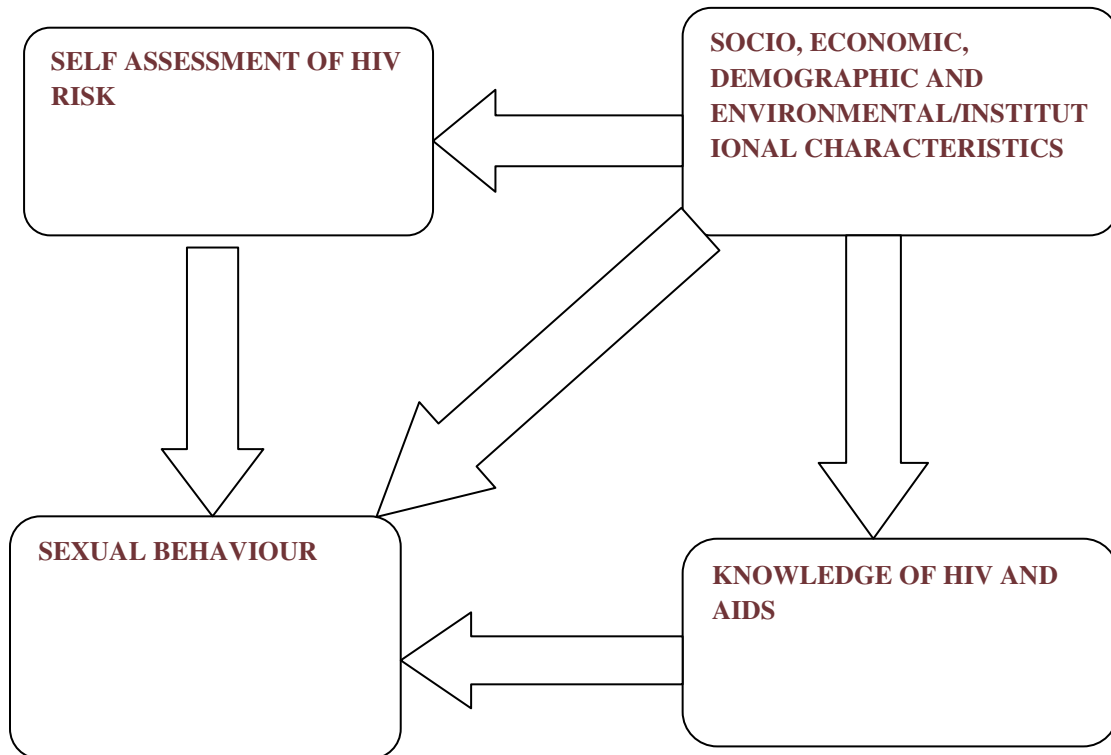 SELF ASSESSMENT OF HIV
RISK
SOCIO, ECONOMIC,
DEMOGRAPHIC AND
ENVIRONMENTAL/INSTITUT
IONAL CHARACTERISTICS
SEXUAL BEHAVIOUR
KNOWLEDGE OF HIV AND
AIDS